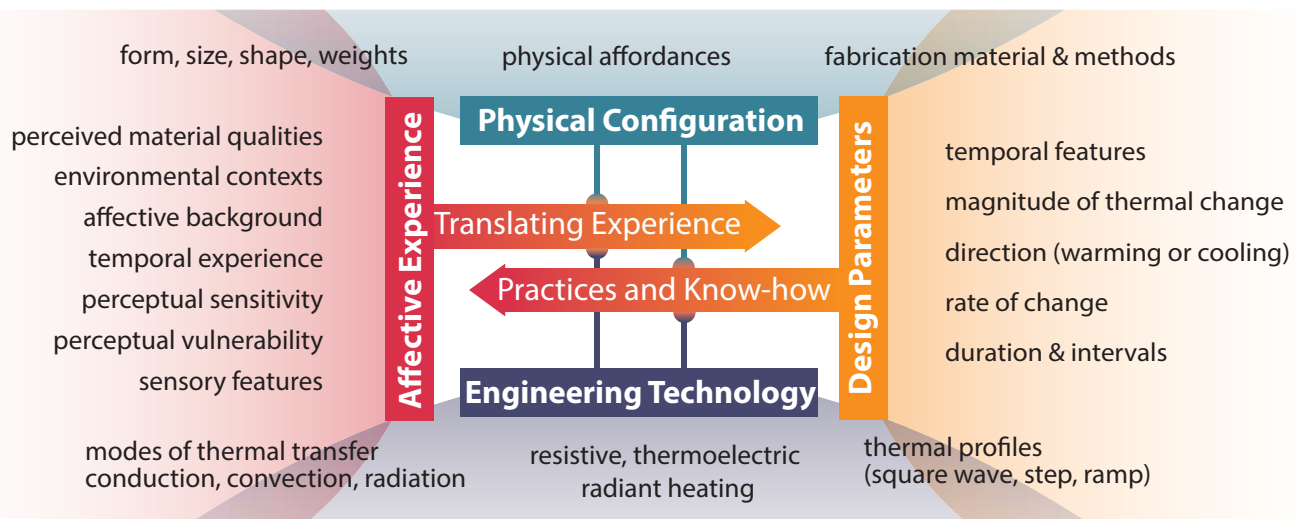 form, size, shape, weights
physical affordances
fabrication material & methods
Physical Configuration
Affective Experience
Design Parameters
perceived material qualities
environmental contexts
affective background
temporal experience
perceptual sensitivity
perceptual vulnerability
sensory features
Translating Experience
Practices and Know-how
temporal features
magnitude of thermal change
direction (warming or cooling)
rate of change
duration & intervals
Engineering Technology
modes of thermal transfer
conduction, convection, radiation
resistive, thermoelectric
radiant heating
thermal profiles
(square wave, step, ramp)